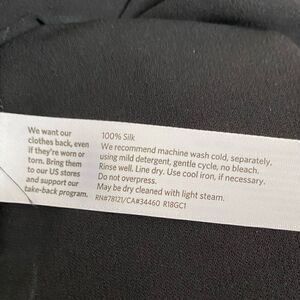 We want our
clothes back, even
if they're worn or
torn. Bring them
to our US stores
and support our
take-back program.
100% Silk
We recommend machine wash cold, separately,
using mild detergent, gentle cycle, no bleach.
Rinse well. Line dry. Use cool iron, if necessary.
Do not overpress.
May be dry cleaned with light steam.
RN#78121/CA#34460 R18GC1